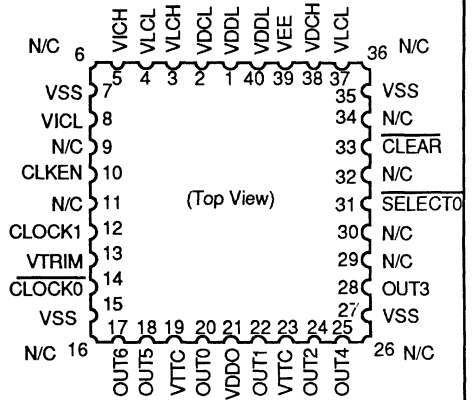 N/C 6 VICH VLCL VLCH VDCL VDDL VDDL VEE VDCH VLCL 36 N/C
5 4 3 2 1 40 39 38 37
VSS 7 35 VSS
VICL 8 34 N/C
N/C 9 33 CLEAR
CLKEN 10 32 N/C
N/C 11 (Top View) 31 SELECT0
CLOCK1 12 30 N/C
VTRIM 13 29 N/C
CLOCK0 14 28 OUT3
VSS 15 27 VSS
17 18 19 20 21 22 23 24 25
N/C 16 OUT6 OUT5 VTTC OUT0 VDDO OUT1 VTTC OUT2 OUT4 26 N/C